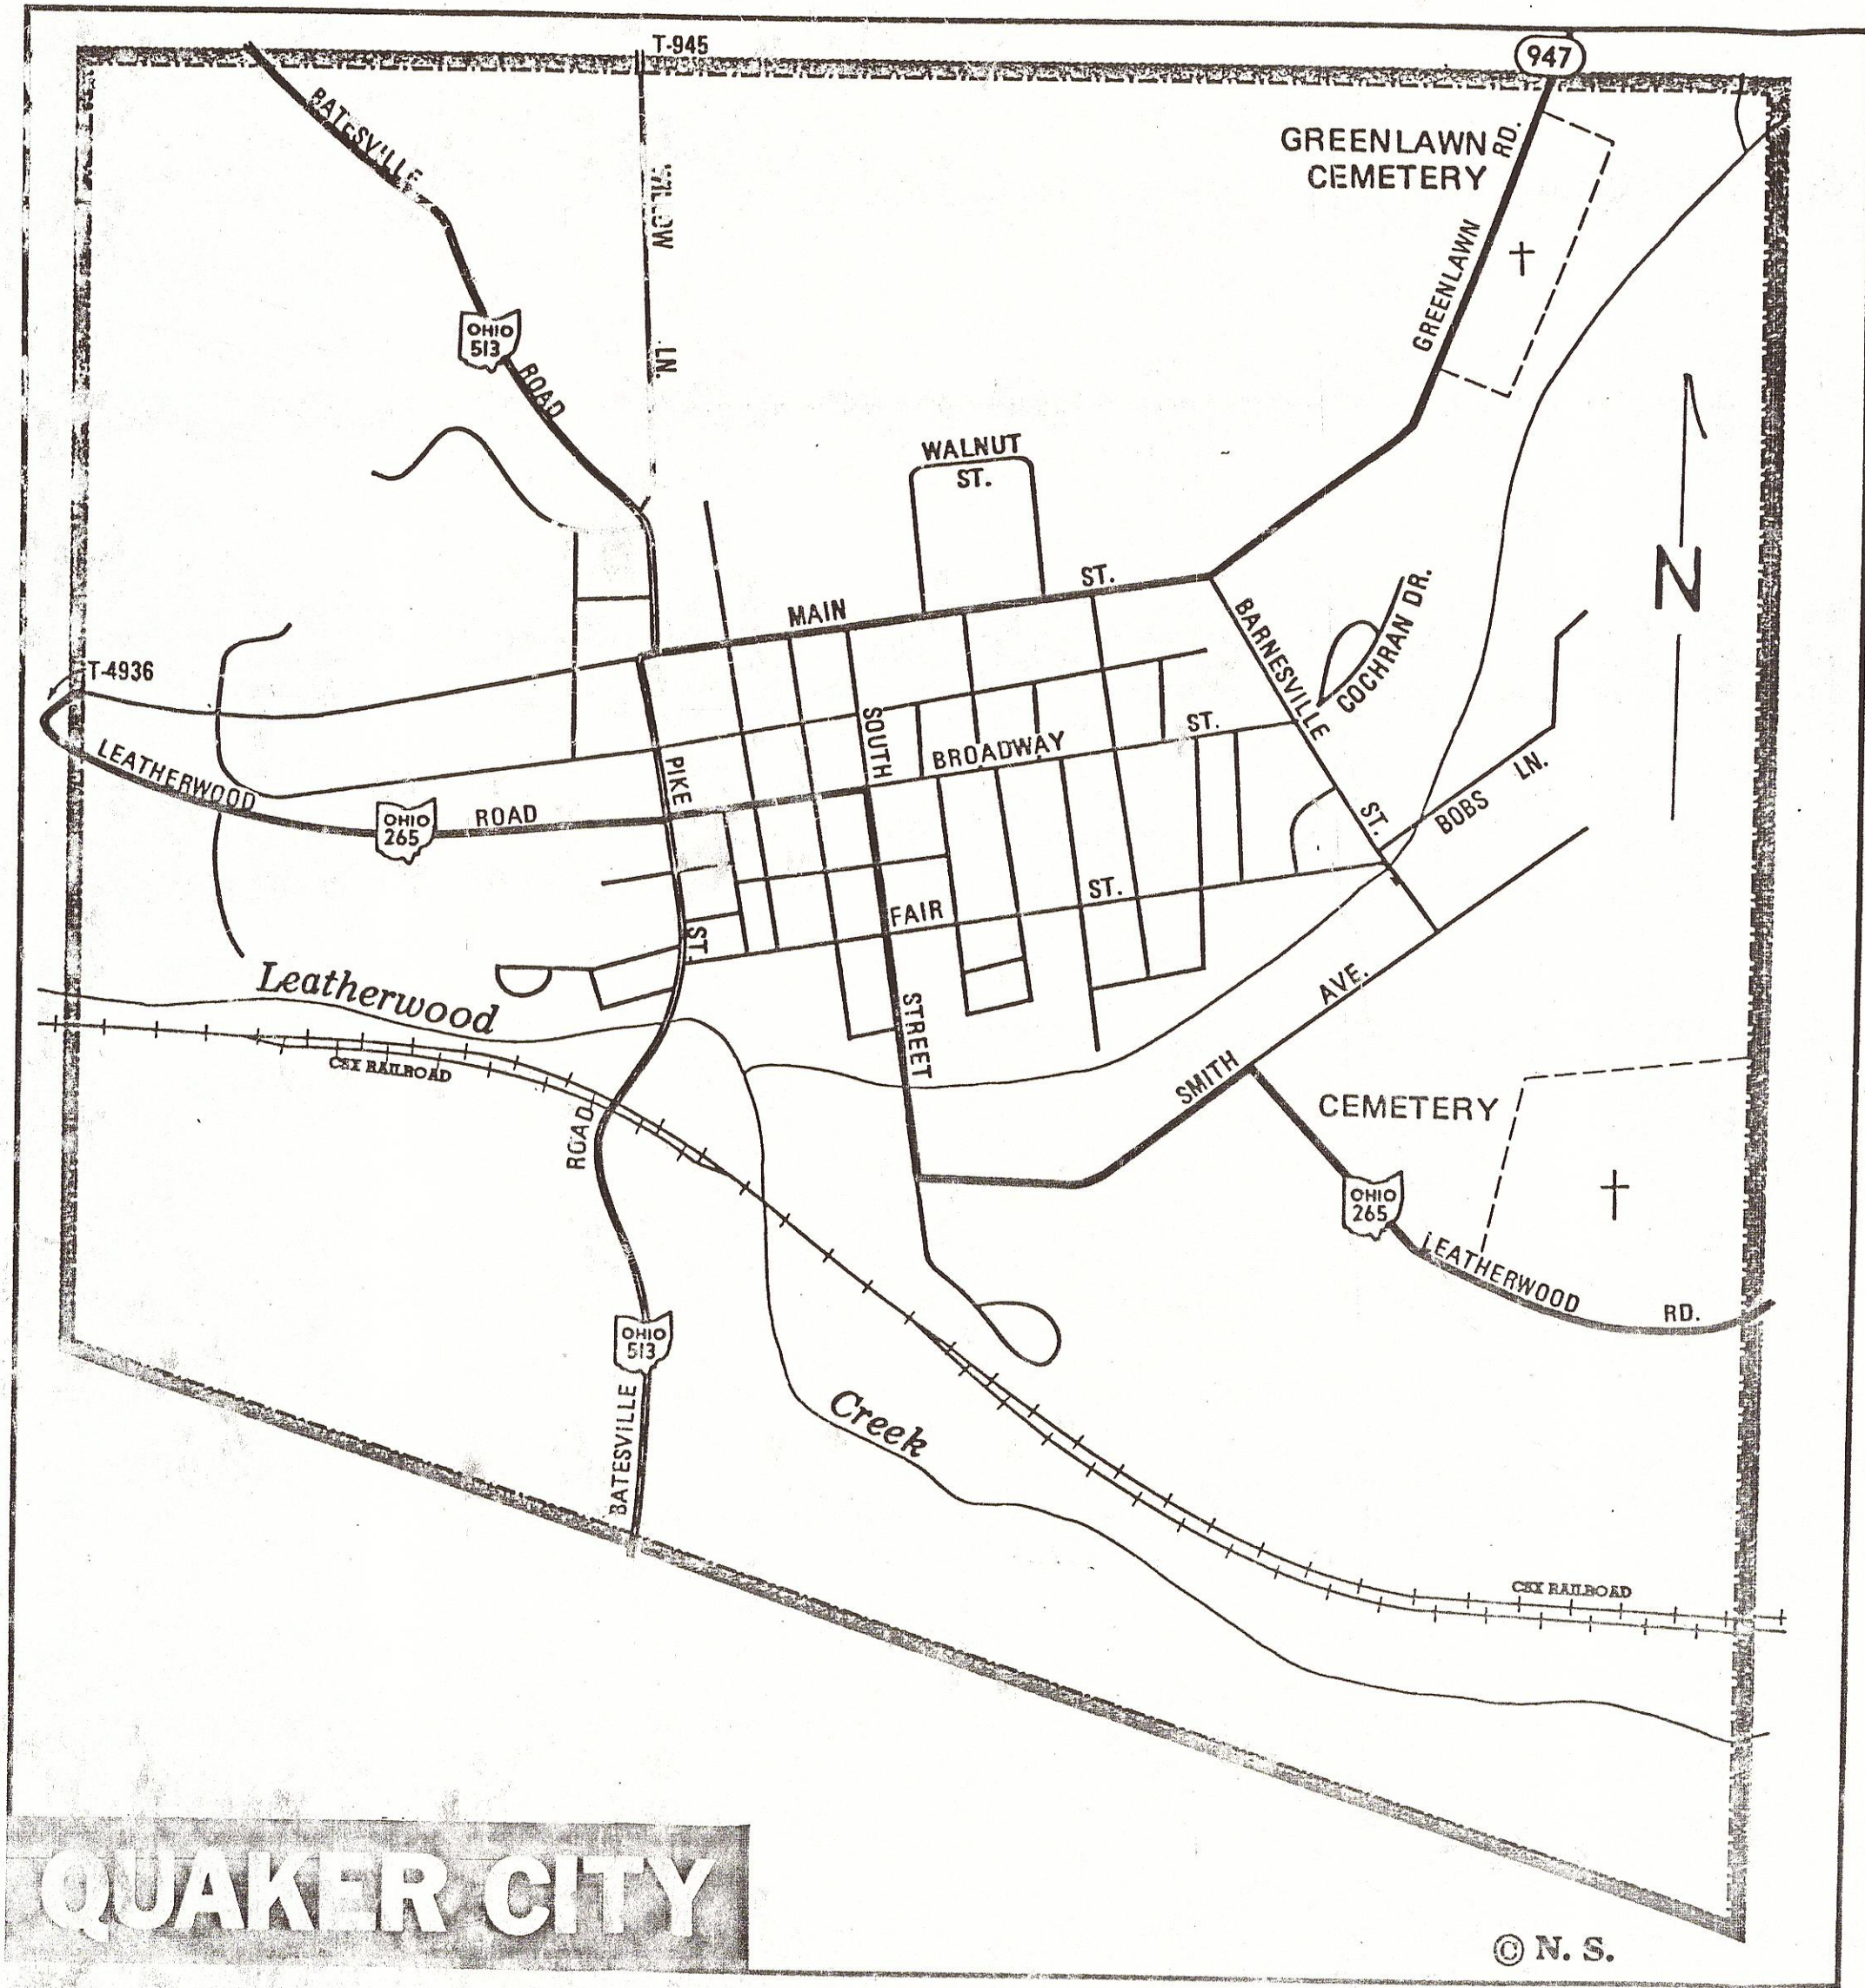 T-945
947
BATESVILLE
WILLOW
LN.
GREENLAWN
CEMETERY
GREENLAWN
RD.
OHIO
513
ROAD
WALNUT
ST.
MAIN
ST.
N
BARNESVILLE
ST.
COCHRAN DR.
T-4936
LEATHERWOOD
OHIO
265
ROAD
PIKE
ST.
SOUTH
STREET
BROADWAY
ST.
BOBS
LN.
FAIR
ST.
Leatherwood
CSX RAILROAD
ROAD
SMITH
AVE.
CEMETERY
OHIO
265
LEATHERWOOD
RD.
OHIO
513
BATESVILLE
Creek
CSX RAILROAD
QUAKER CITY
© N. S.